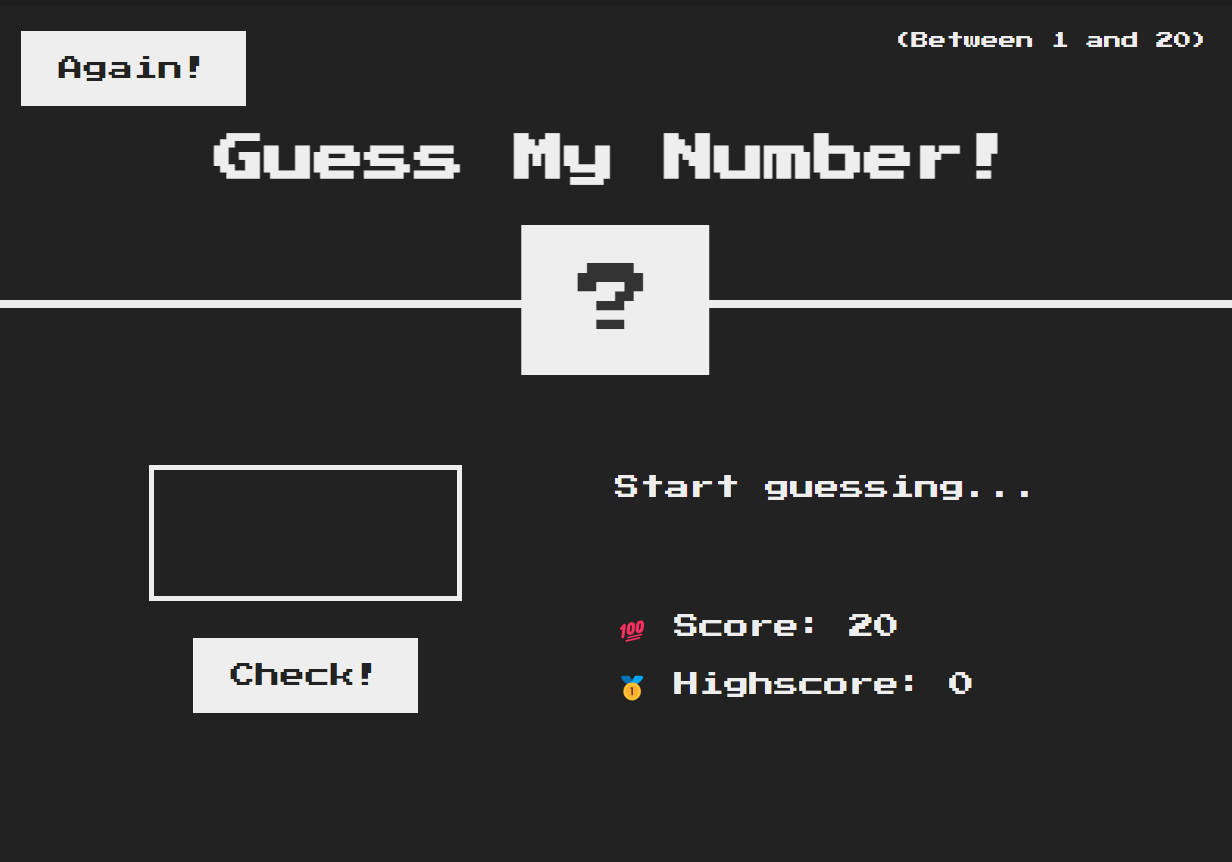 Again!
(Between 1 and 20)
Guess My Number!
?
Start guessing...
💯 Score: 20
Check!
🥇 Highscore: 0